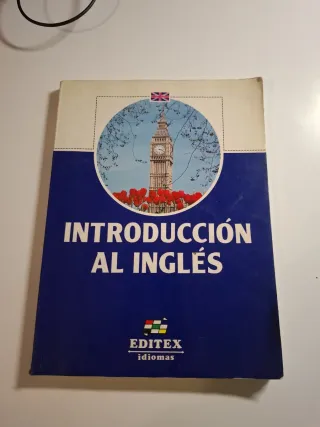 INTRODUCCIÓN
AL INGLÉS
EDITEX
idiomas